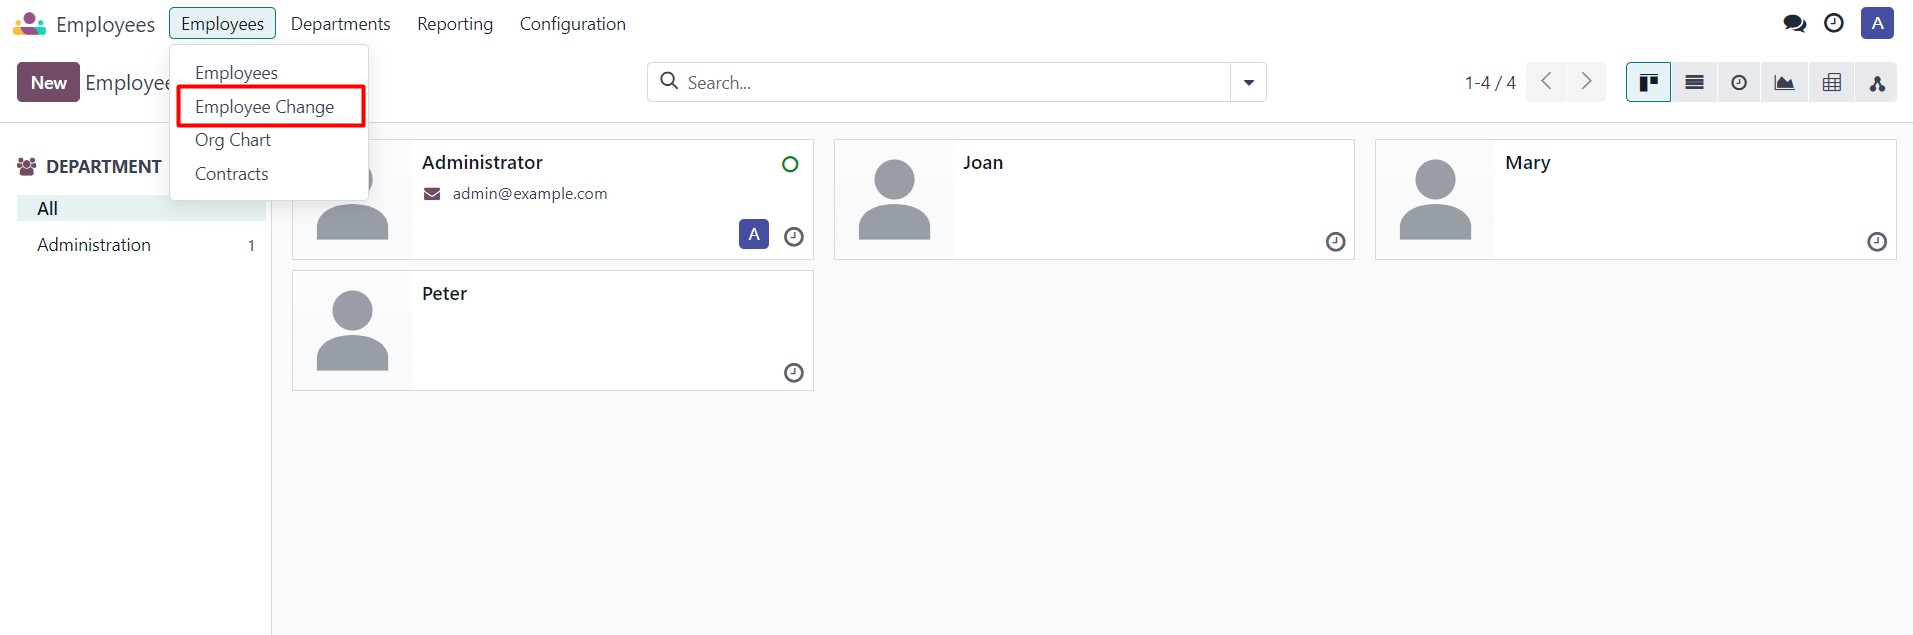 Employees Employees Departments Reporting Configuration A
New Employee Search... 1-4 / 4
Employees
Employee Change
Org Chart
Contracts
DEPARTMENT
All
Administration 1
Administrator
admin@example.com
A
Joan
Mary
Peter